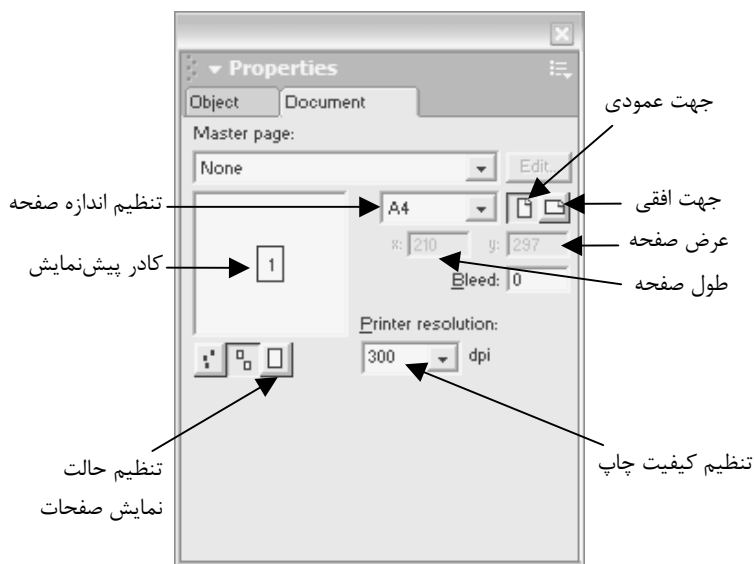 Properties
Object Document
Master page:
None Edit...
A4
x: 210 y: 297
Bleed: 0
1
Printer resolution:
300 dpi
جهت عمودی
جهت افقی
عرض صفحه
طول صفحه
تنظیم اندازه صفحه
کادر پیش‌نمایش
تنظیم حالت
نمایش صفحات
تنظیم کیفیت چاپ